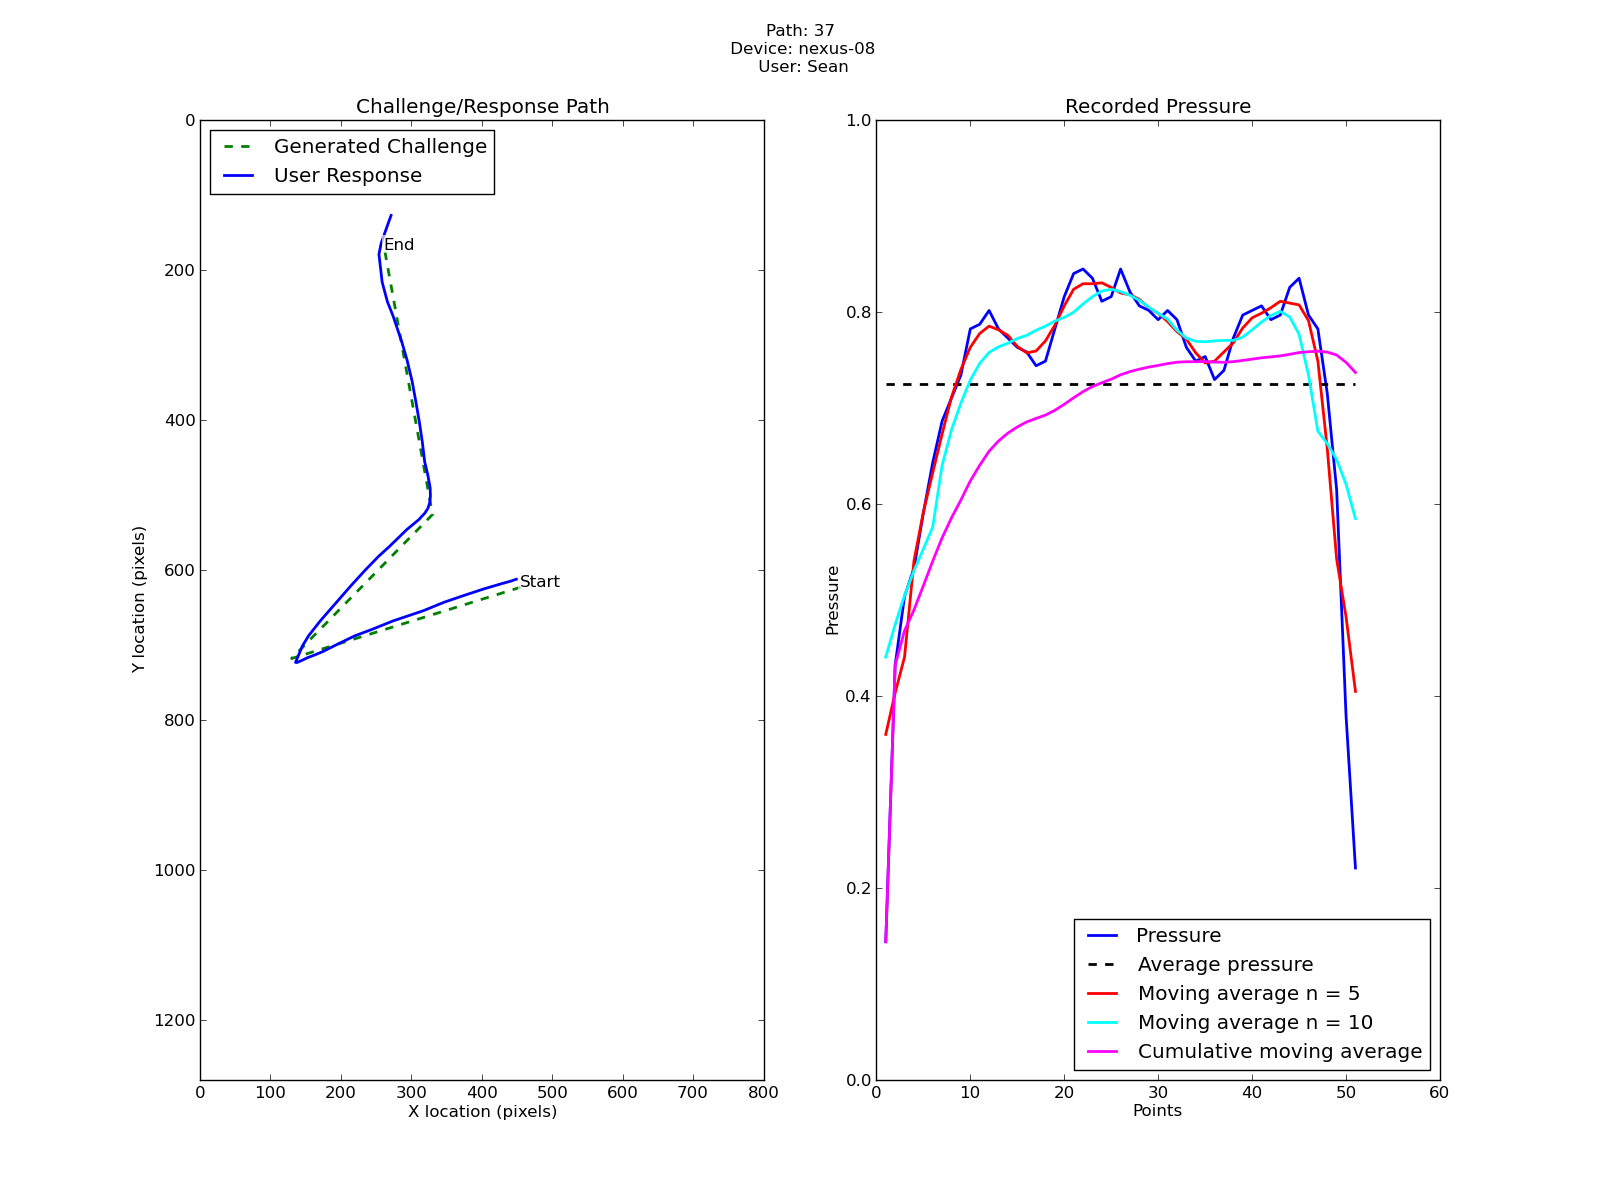 Path: 37
Device: nexus-08
User: Sean
Challenge/Response Path
Generated Challenge
User Response
End
Start
0
200
400
600
800
1000
1200
Y location (pixels)
0 100 200 300 400 500 600 700 800
X location (pixels)
Recorded Pressure
1.0
0.8
0.6
0.4
0.2
0.0
Pressure
Pressure
Average pressure
Moving average n = 5
Moving average n = 10
Cumulative moving average
0 10 20 30 40 50 60
Points